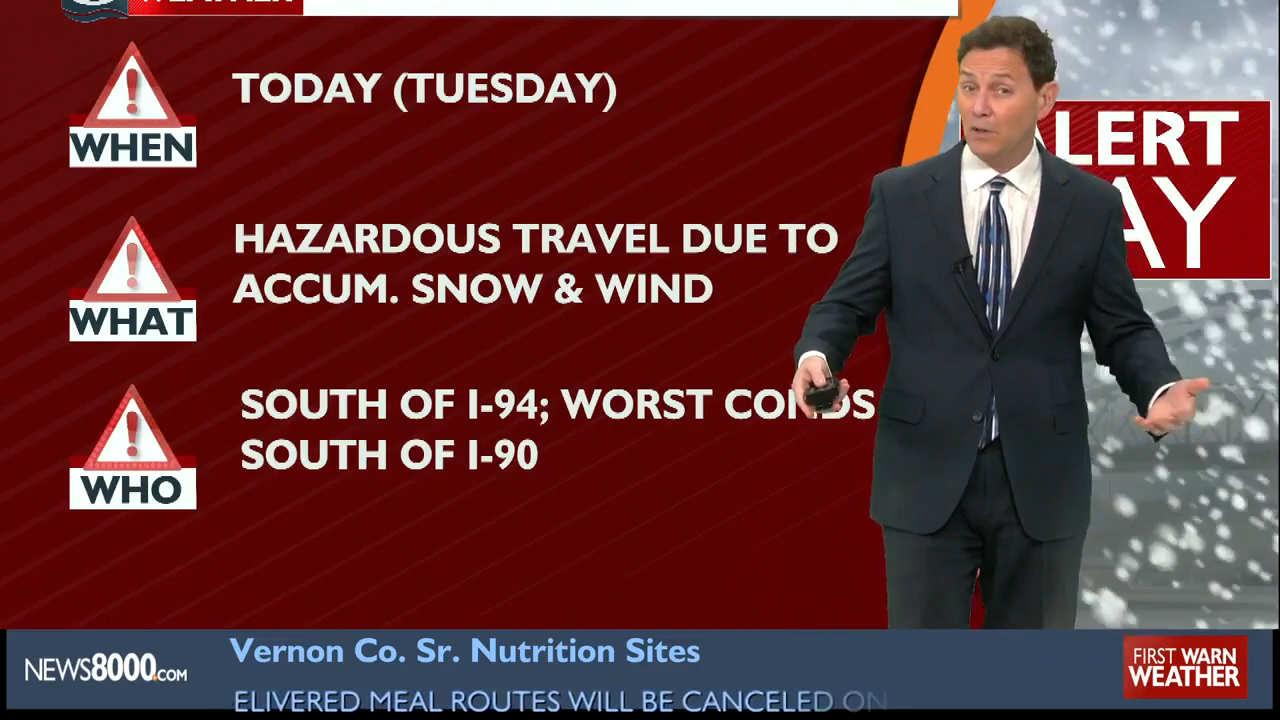 WEATHER
TODAY (TUESDAY)
WHEN
ALERT
DAY
HAZARDOUS TRAVEL DUE TO
ACCUM. SNOW & WIND
WHAT
SOUTH OF I-94; WORST CONDS
SOUTH OF I-90
WHO
Vernon Co. Sr. Nutrition Sites
NEWS8000.COM
FIRST WARN
WEATHER
ELIVERED MEAL ROUTES WILL BE CANCELED ON